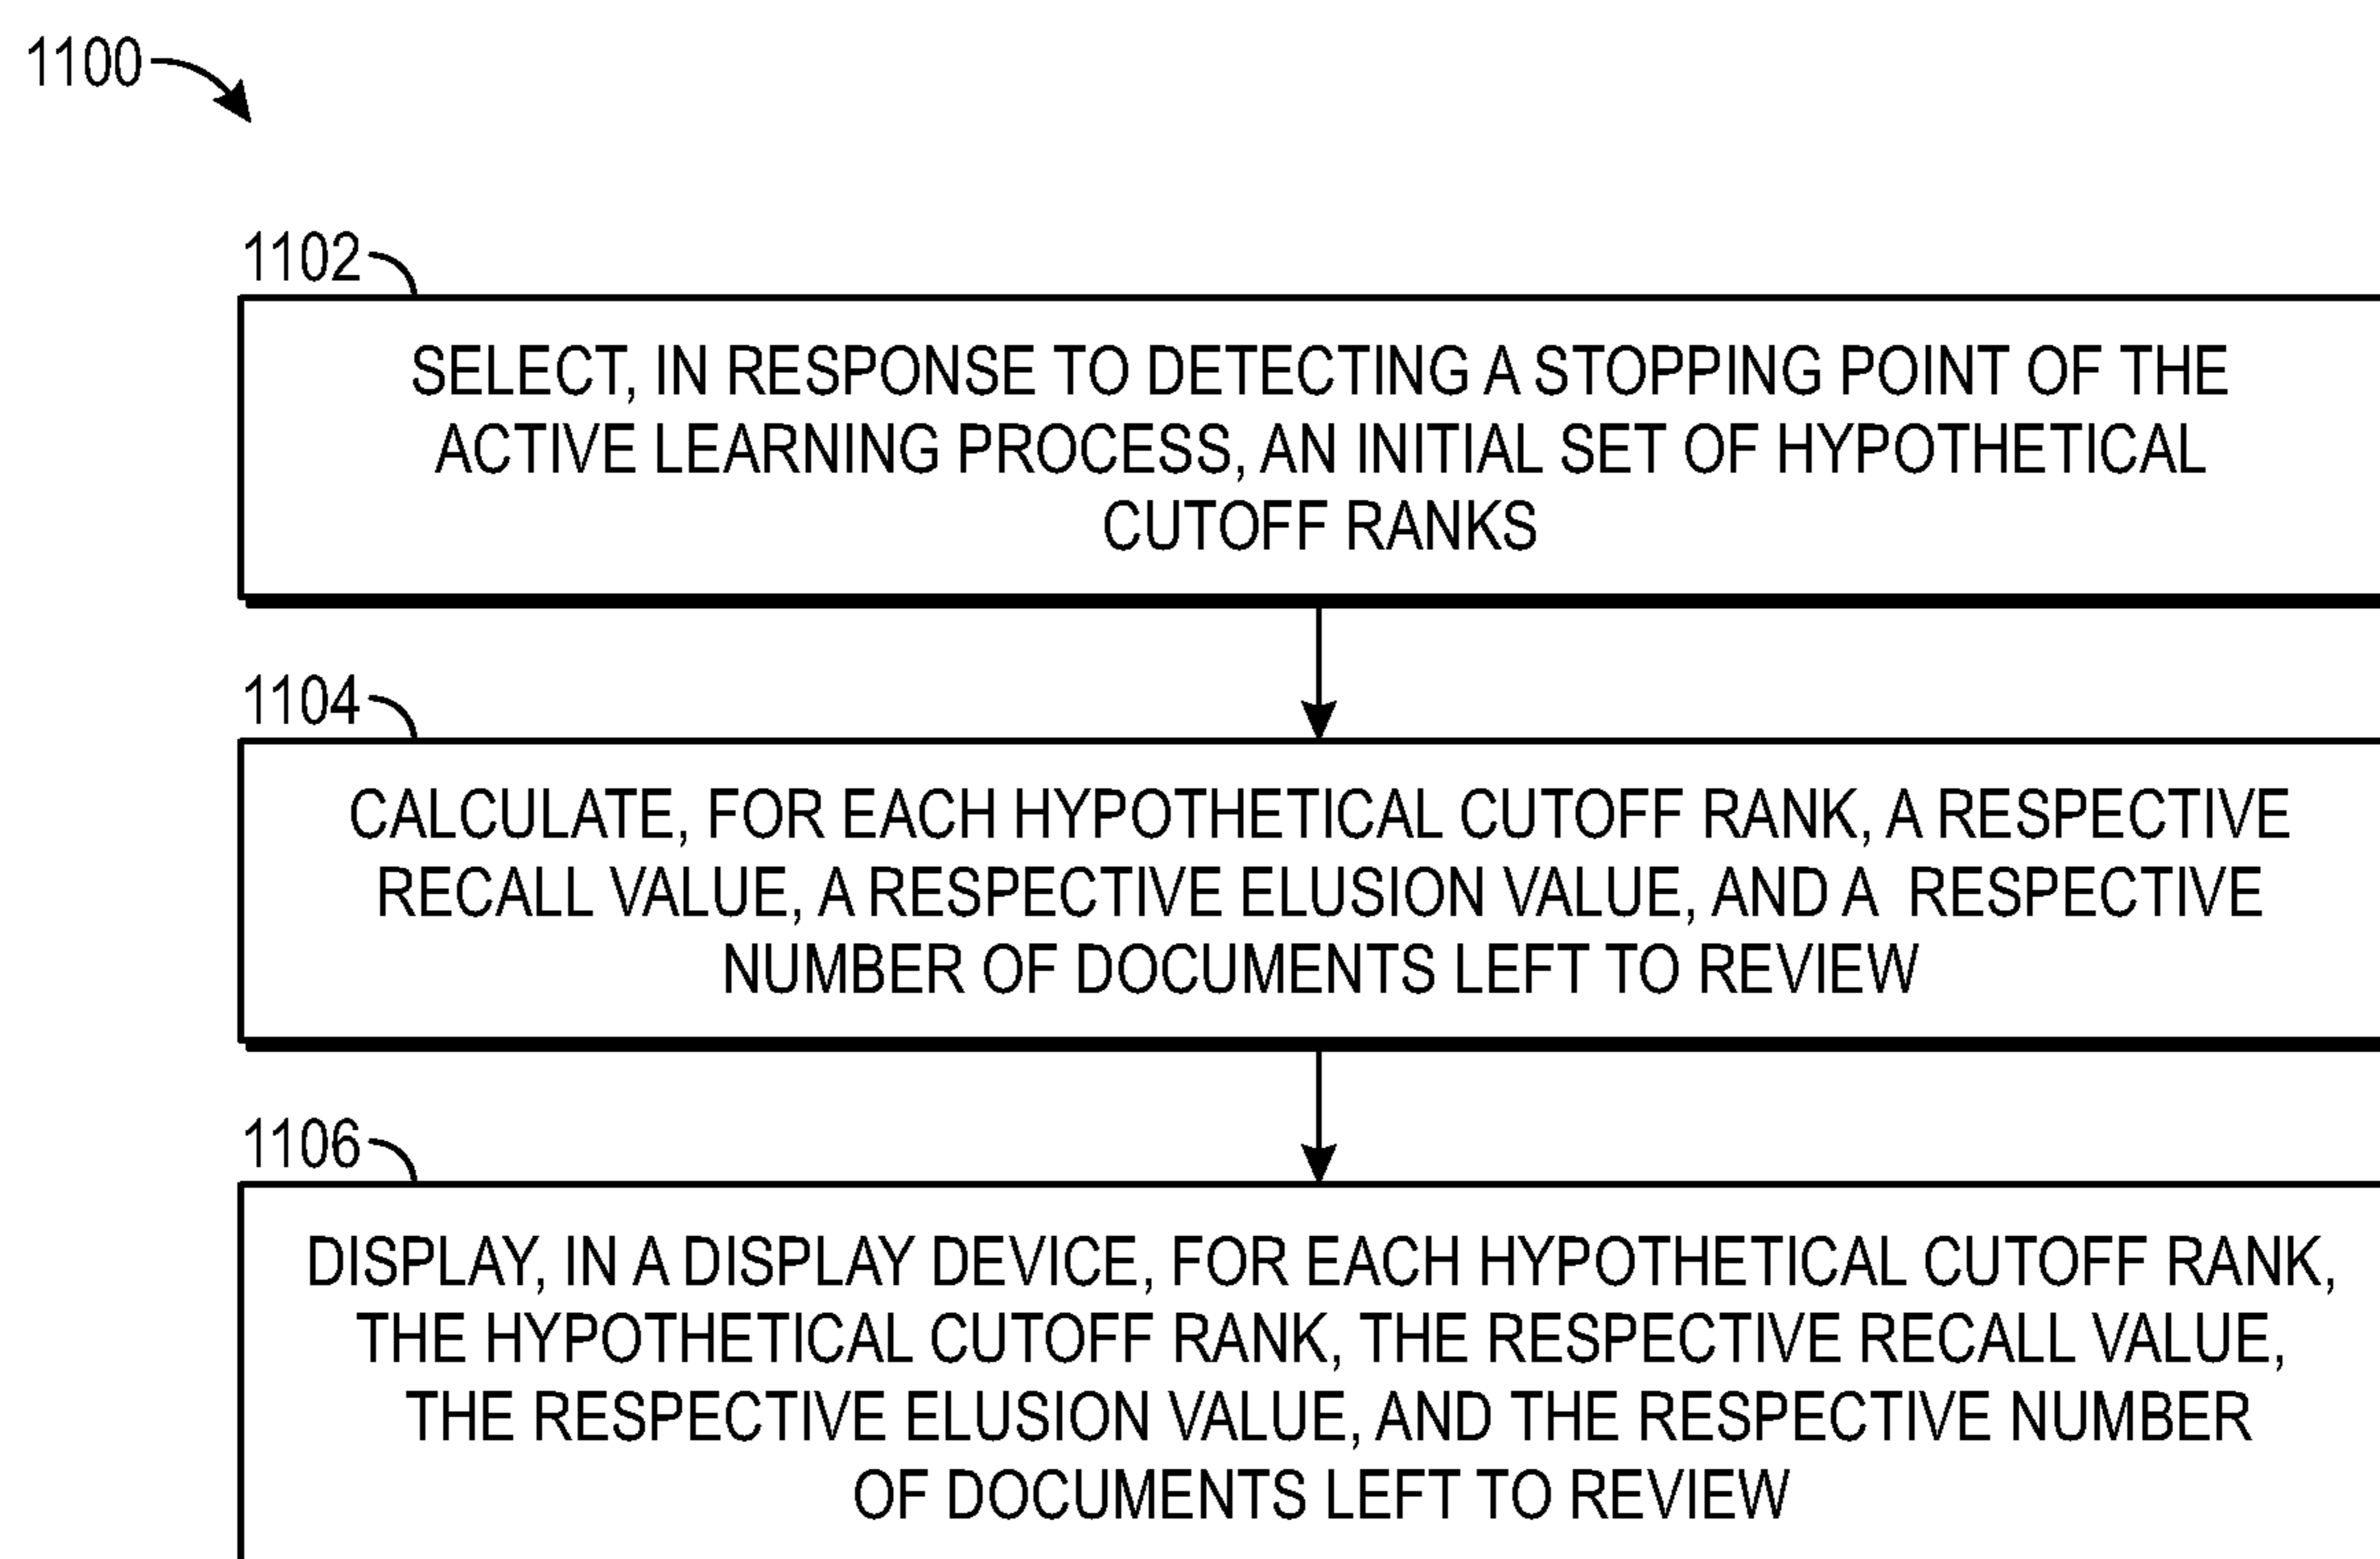 1100
1102
SELECT, IN RESPONSE TO DETECTING A STOPPING POINT OF THE
ACTIVE LEARNING PROCESS, AN INITIAL SET OF HYPOTHETICAL
CUTOFF RANKS
1104
CALCULATE, FOR EACH HYPOTHETICAL CUTOFF RANK, A RESPECTIVE
RECALL VALUE, A RESPECTIVE ELUSION VALUE, AND A RESPECTIVE
NUMBER OF DOCUMENTS LEFT TO REVIEW
1106
DISPLAY, IN A DISPLAY DEVICE, FOR EACH HYPOTHETICAL CUTOFF RANK,
THE HYPOTHETICAL CUTOFF RANK, THE RESPECTIVE RECALL VALUE,
THE RESPECTIVE ELUSION VALUE, AND THE RESPECTIVE NUMBER
OF DOCUMENTS LEFT TO REVIEW